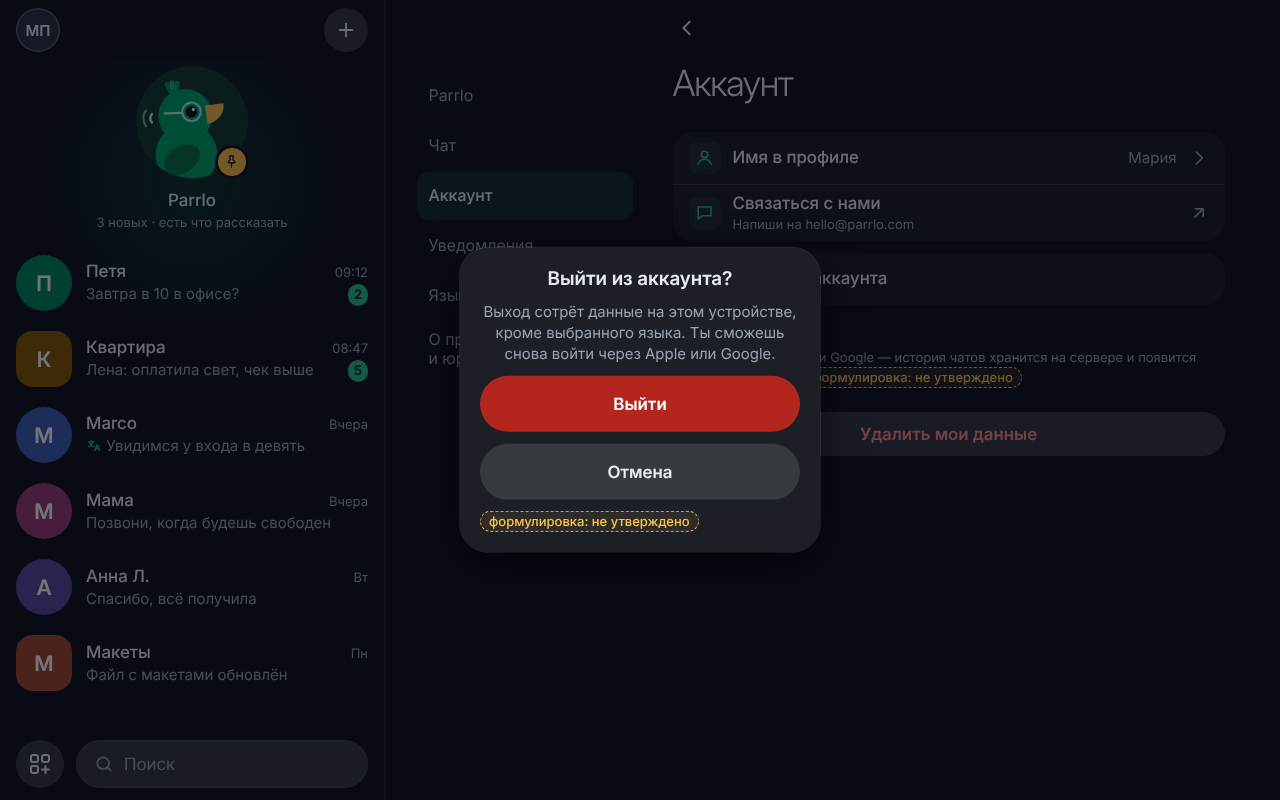 МП
Parrlo
3 новых · есть что рассказать
П
Петя
09:12
Завтра в 10 в офисе?
2
К
Квартира
08:47
Лена: оплатила свет, чек выше
5
M
Marco
Вчера
Увидимся у входа в девять
М
Мама
Вчера
Позвони, когда будешь свободен
А
Анна Л.
Вт
Спасибо, всё получила
М
Макеты
Пн
Файл с макетами обновлён
Поиск
Parrlo
Чат
Аккаунт
Уведомления
Аккаунт
Имя в профиле
Мария
Связаться с нами
Напиши на hello@parrlo.com
аккаунта
и Google — история чатов хранится на сервере и появится
формулировка: не утверждено
Удалить мои данные
Выйти из аккаунта?
Выход сотрёт данные на этом устройстве,
кроме выбранного языка. Ты сможешь
снова войти через Apple или Google.
Выйти
Отмена
формулировка: не утверждено